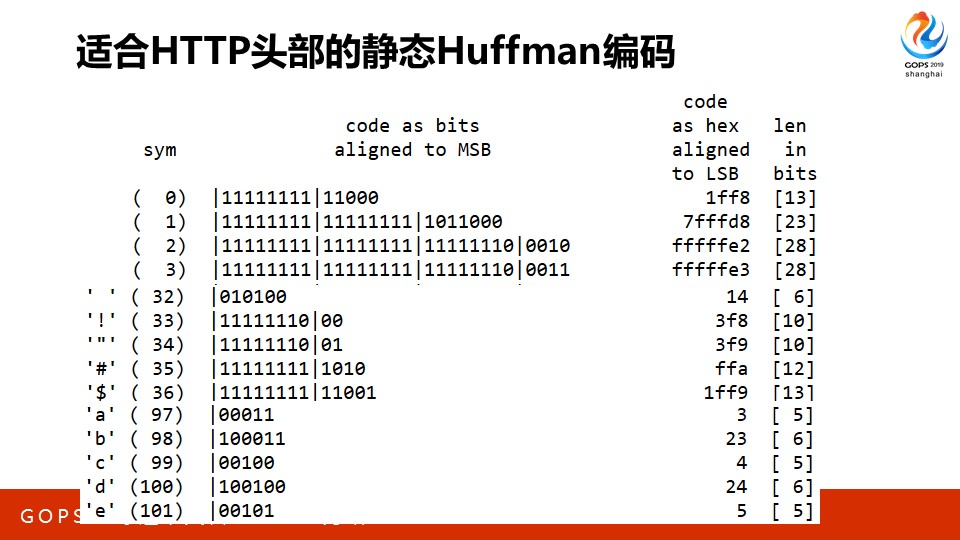 适合HTTP头部的静态Huffman编码
GOPS 2019
shanghai
code
code as bits as hex len
sym aligned to MSB aligned in
to LSB bits
( 0) |11111111|11000 1ff8 [13]
( 1) |11111111|11111111|1011000 7fffd8 [23]
( 2) |11111111|11111111|11111110|0010 fffffe2 [28]
( 3) |11111111|11111111|11111110|0011 fffffe3 [28]
' ' ( 32) |010100 14 [ 6]
'!' ( 33) |11111110|00 3f8 [10]
'"' ( 34) |11111110|01 3f9 [10]
'#' ( 35) |11111111|1010 ffa [12]
'$' ( 36) |11111111|11001 1ff9 [13]
'a' ( 97) |00011 3 [ 5]
'b' ( 98) |100011 23 [ 6]
'c' ( 99) |00100 4 [ 5]
'd' (100) |100100 24 [ 6]
'e' (101) |00101 5 [ 5]
GOPS